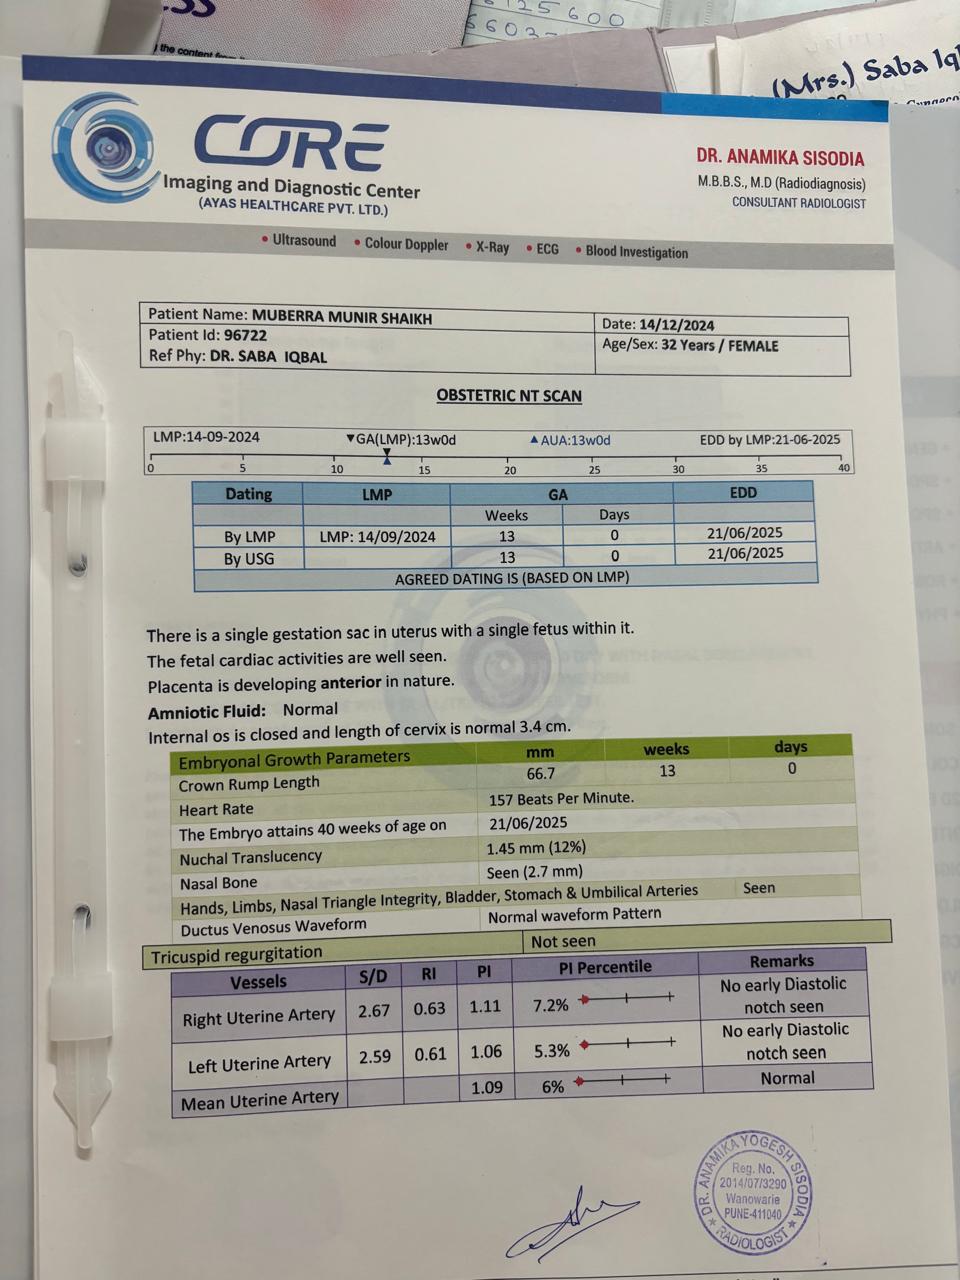 the content
(Mrs.) Saba Iq
CORE
Imaging and Diagnostic Center
(AYAS HEALTHCARE PVT. LTD.)
DR. ANAMIKA SISODIA
M.B.B.S., M.D (Radiodiagnosis)
CONSULTANT RADIOLOGIST
• Ultrasound • Colour Doppler • X-Ray • ECG • Blood Investigation
Patient Name: MUBERRA MUNIR SHAIKH
Patient Id: 96722
Ref Phy: DR. SABA IQBAL
Date: 14/12/2024
Age/Sex: 32 Years / FEMALE
OBSTETRIC NT SCAN
LMP:14-09-2024 ▼GA(LMP):13w0d ▲AUA:13w0d EDD by LMP:21-06-2025
0 5 10 15 20 25 30 35 40
Dating LMP GA EDD
Weeks Days
By LMP LMP: 14/09/2024 13 0 21/06/2025
By USG 13 0 21/06/2025
AGREED DATING IS (BASED ON LMP)
There is a single gestation sac in uterus with a single fetus within it.
The fetal cardiac activities are well seen.
Placenta is developing anterior in nature.
Amniotic Fluid: Normal
Internal os is closed and length of cervix is normal 3.4 cm.
Embryonal Growth Parameters mm weeks days
Crown Rump Length 66.7 13 0
Heart Rate 157 Beats Per Minute.
The Embryo attains 40 weeks of age on 21/06/2025
Nuchal Translucency 1.45 mm (12%)
Nasal Bone Seen (2.7 mm)
Hands, Limbs, Nasal Triangle Integrity, Bladder, Stomach & Umbilical Arteries Seen
Ductus Venosus Waveform Normal waveform Pattern
Tricuspid regurgitation Not seen
Vessels S/D RI PI PI Percentile Remarks
Right Uterine Artery 2.67 0.63 1.11 7.2% No early Diastolic
notch seen
Left Uterine Artery 2.59 0.61 1.06 5.3% No early Diastolic
notch seen
Mean Uterine Artery 1.09 6% Normal
DR. ANAMIKA YOGESH SISODIA
Reg. No.
2014/07/3290
Wanowarie
PUNE-411040
★ RADIOLOGIST ★